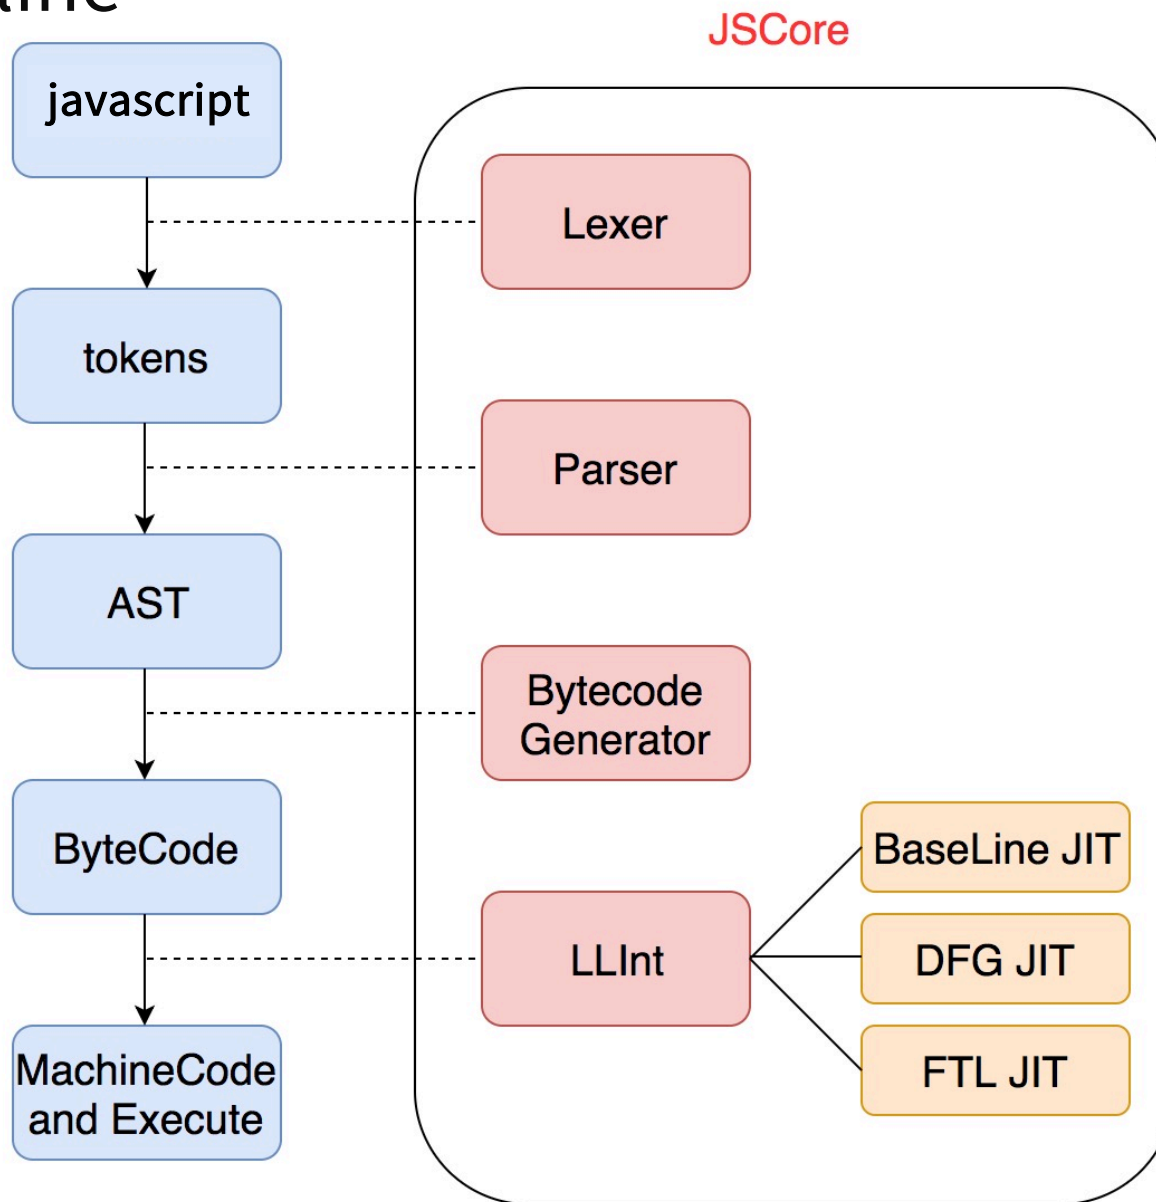 JSCore
javascript
Lexer
tokens
Parser
AST
Bytecode
Generator
ByteCode
BaseLine JIT
LLInt
DFG JIT
FTL JIT
MachineCode
and Execute